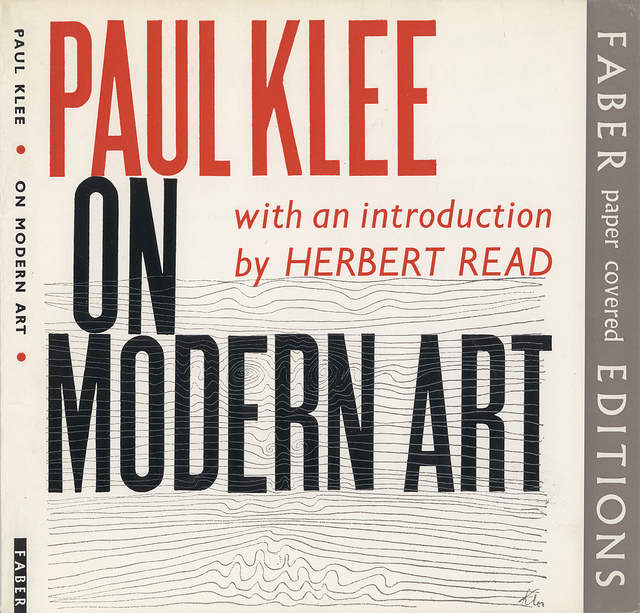 PAUL KLEE • ON MODERN ART •
FABER
PAUL KLEE
ON
with an introduction
by HERBERT READ
MODERN ART
Klee
FABER paper covered EDITIONS